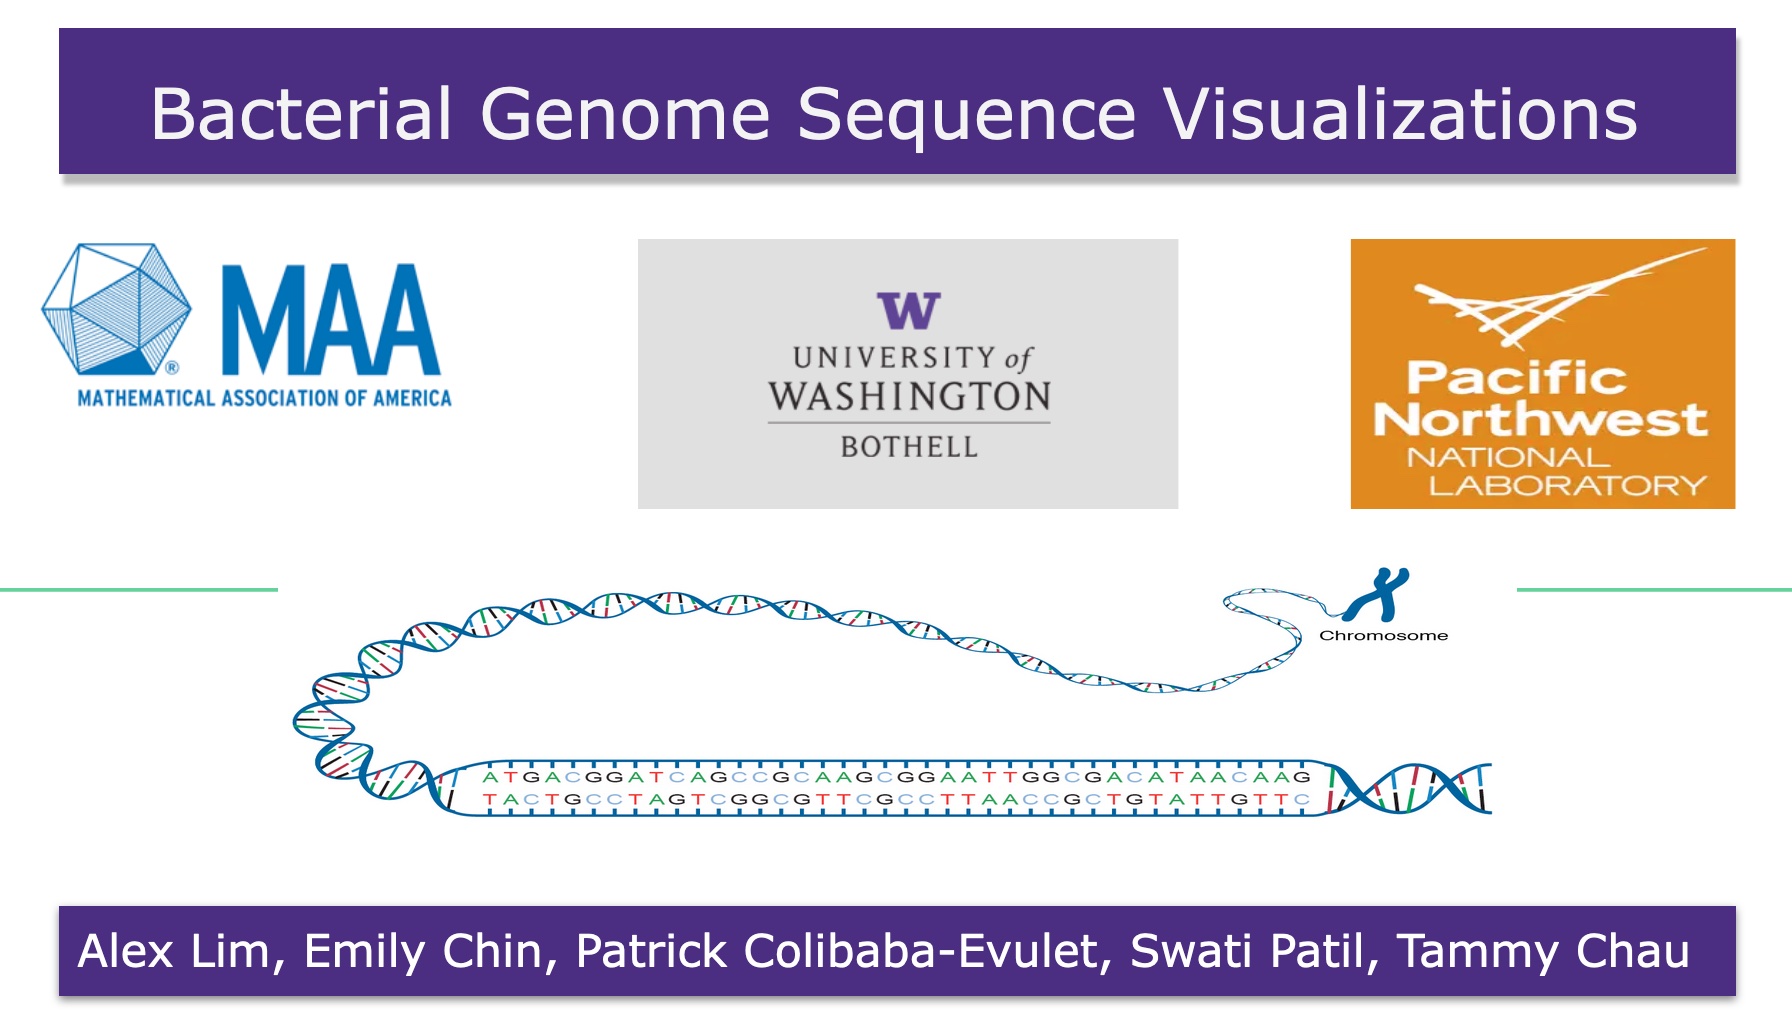 Bacterial Genome Sequence Visualizations
MAA
®
MATHEMATICAL ASSOCIATION OF AMERICA
W
UNIVERSITY of
WASHINGTON
BOTHELL
Pacific
Northwest
NATIONAL
LABORATORY
Chromosome
ATGACGGATCAGCCGCAAGCGGAATTGGCGACATAACAAG
TACTGCCTAGTCGGCGTTCGCCTTAACCGCTGTATTGTTC
Alex Lim, Emily Chin, Patrick Colibaba-Evulet, Swati Patil, Tammy Chau